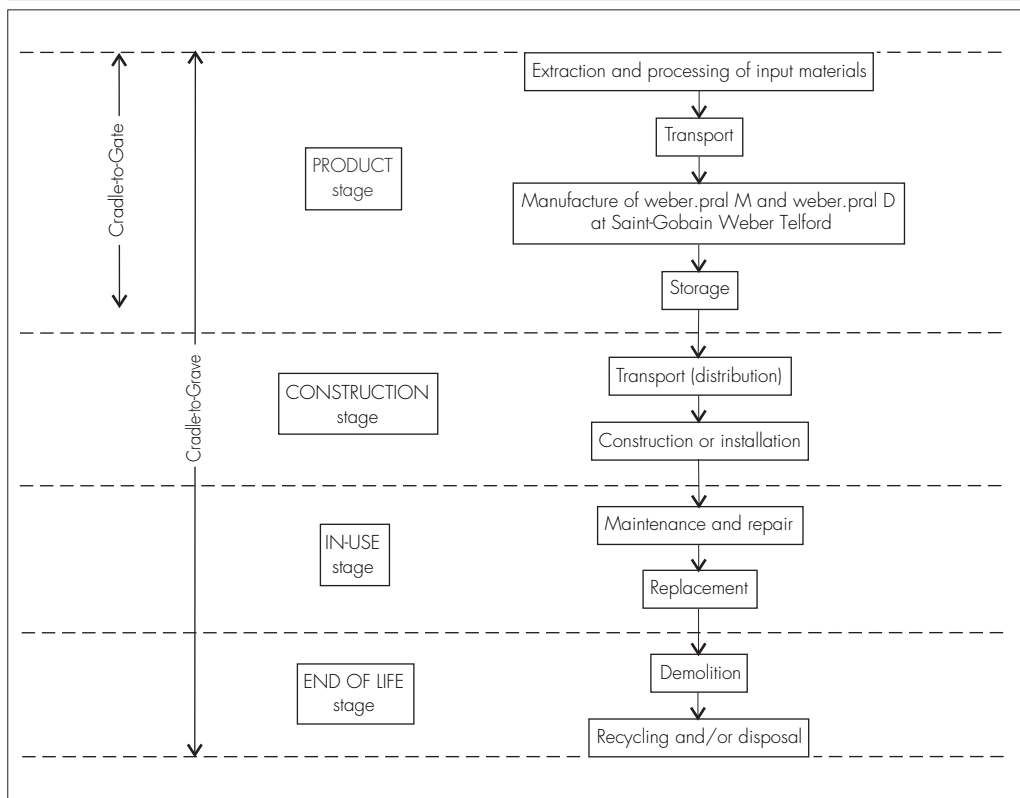 Cradle-to-Gate
Cradle-to-Grave
PRODUCT
stage
Extraction and processing of input materials
Transport
Manufacture of weber.pral M and weber.pral D
at Saint-Gobain Weber Telford
Storage
CONSTRUCTION
stage
Transport (distribution)
Construction or installation
IN-USE
stage
Maintenance and repair
Replacement
END OF LIFE
stage
Demolition
Recycling and/or disposal